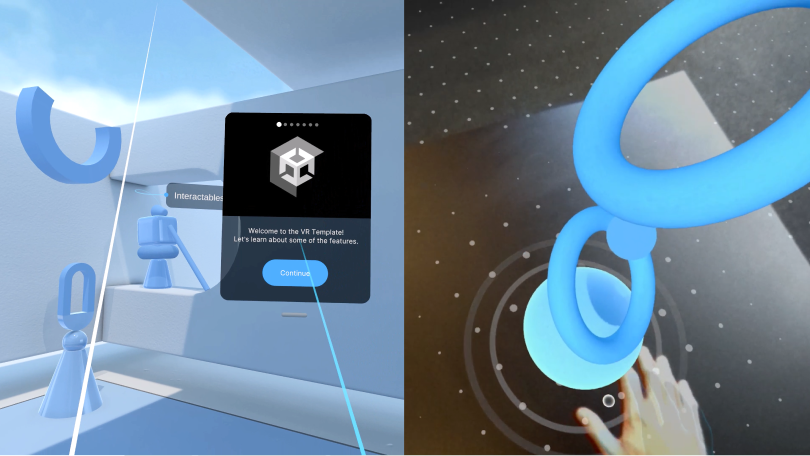 Interactables
Welcome to the VR Template!
Let's learn about some of the features.
Continue